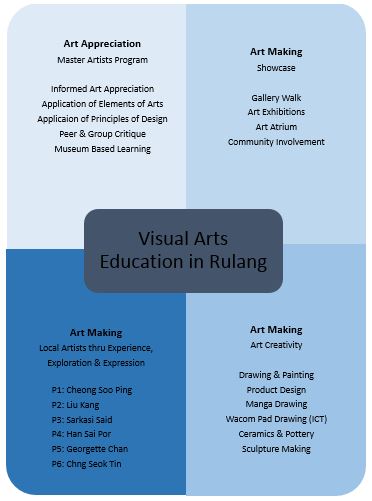 Art Appreciation
Master Artists Program
Informed Art Appreciation
Application of Elements of Arts
Applicaion of Principles of Design
Peer & Group Critique
Museum Based Learning
Art Making
Showcase
Gallery Walk
Art Exhibitions
Art Atrium
Community Involvement
Visual Arts
Education in Rulang
Art Making
Local Artists thru Experience,
Exploration & Expression
P1: Cheong Soo Ping
P2: Liu Kang
P3: Sarkasi Said
P4: Han Sai Por
P5: Georgette Chan
P6: Chng Seok Tin
Art Making
Art Creativity
Drawing & Painting
Product Design
Manga Drawing
Wacom Pad Drawing (ICT)
Ceramics & Pottery
Sculpture Making